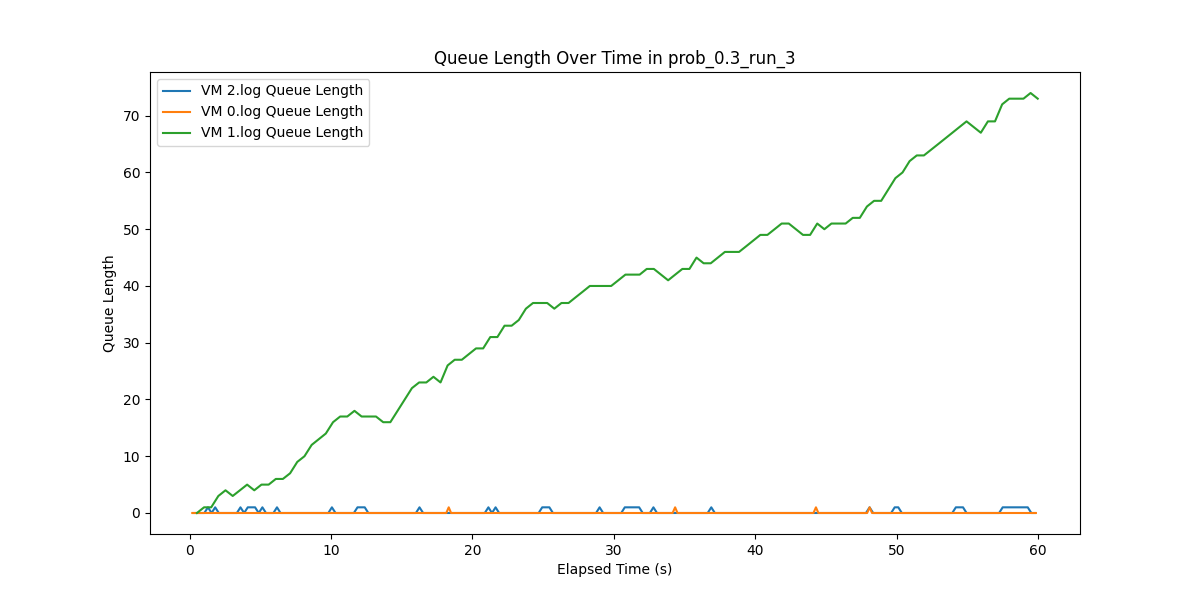 Queue Length Over Time in prob_0.3_run_3
VM 2.log Queue Length
VM 0.log Queue Length
VM 1.log Queue Length
Queue Length
70
60
50
40
30
20
10
0
0 10 20 30 40 50 60
Elapsed Time (s)